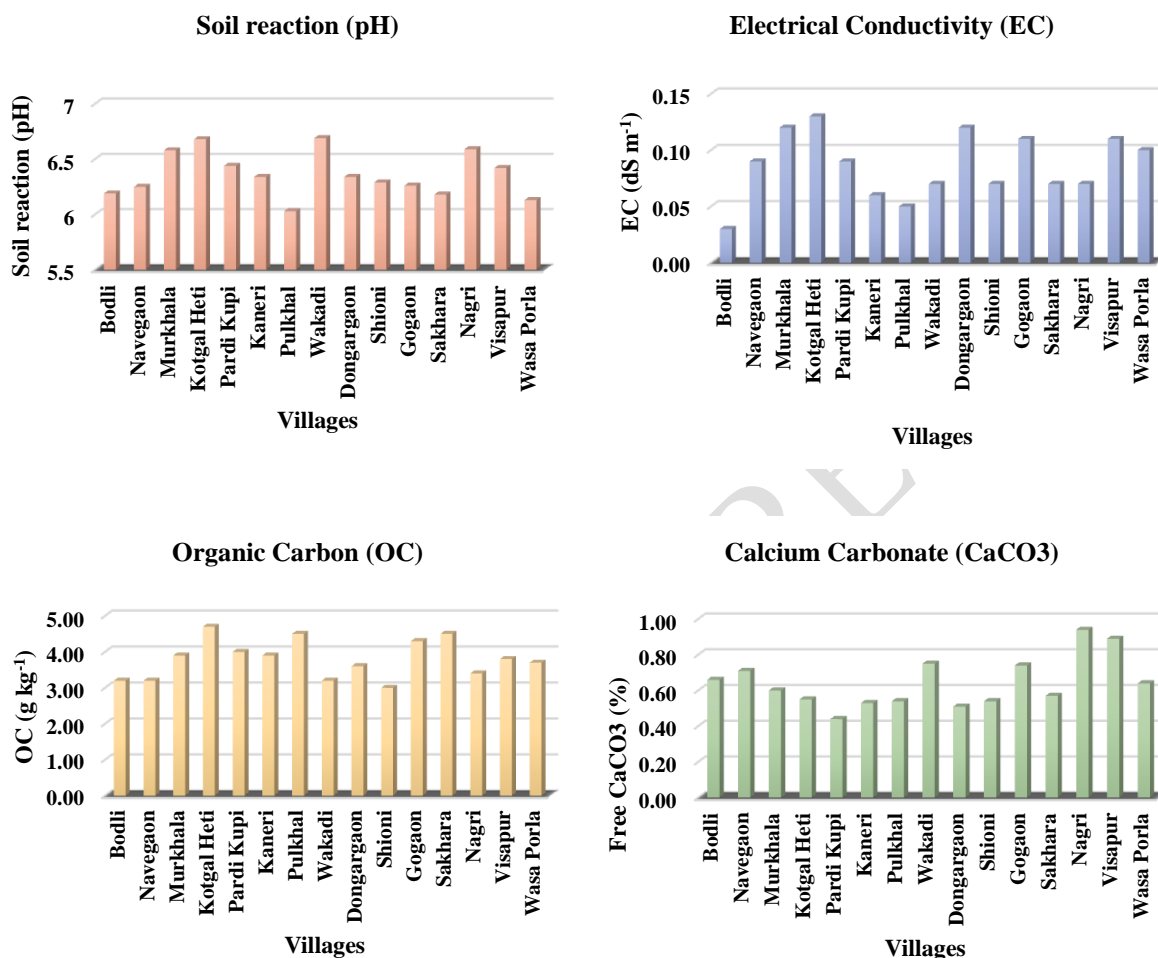 Soil reaction (pH)
Soil reaction (pH)
7
6.5
6
5.5
Bodli
Navegaon
Murkhala
Kotgal Heti
Pardi Kupi
Kaneri
Pulkhal
Wakadi
Dongargaon
Shioni
Gogaon
Sakhara
Nagri
Visapur
Wasa Porla
Villages
Electrical Conductivity (EC)
EC (dS m⁻¹)
0.15
0.10
0.05
0.00
Bodli
Navegaon
Murkhala
Kotgal Heti
Pardi Kupi
Kaneri
Pulkhal
Wakadi
Dongargaon
Shioni
Gogaon
Sakhara
Nagri
Visapur
Wasa Porla
Villages
Organic Carbon (OC)
OC (g kg⁻¹)
5.00
4.00
3.00
2.00
1.00
0.00
Bodli
Navegaon
Murkhala
Kotgal Heti
Pardi Kupi
Kaneri
Pulkhal
Wakadi
Dongargaon
Shioni
Gogaon
Sakhara
Nagri
Visapur
Wasa Porla
Villages
Calcium Carbonate (CaCO3)
Free CaCO3 (%)
1.00
0.80
0.60
0.40
0.20
0.00
Bodli
Navegaon
Murkhala
Kotgal Heti
Pardi Kupi
Kaneri
Pulkhal
Wakadi
Dongargaon
Shioni
Gogaon
Sakhara
Nagri
Visapur
Wasa Porla
Villages